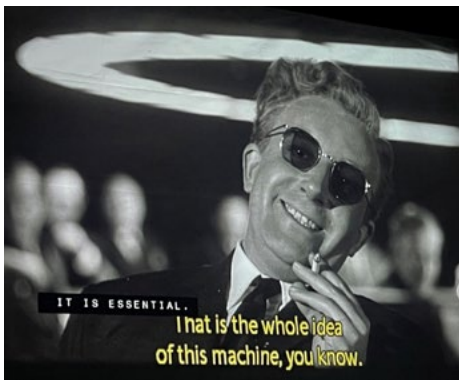 IT IS ESSENTIAL.
That is the whole idea
of this machine, you know.